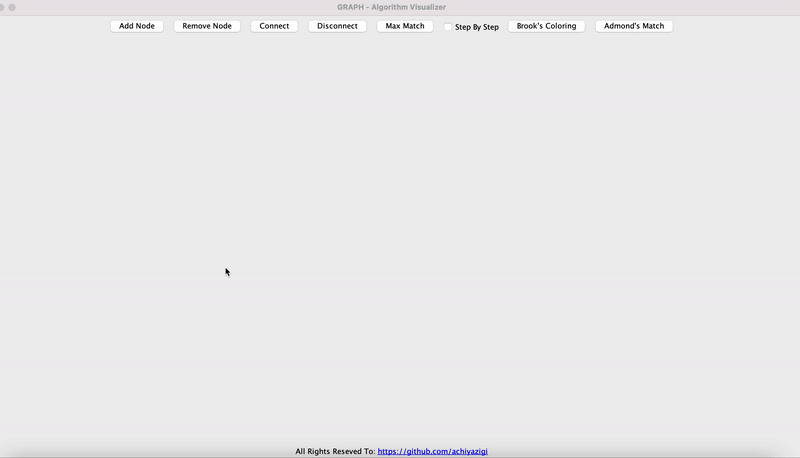 GRAPH - Algorithm Visualizer
Add Node Remove Node Connect Disconnect Max Match Step By Step Brook's Coloring Admond's Match
All Rights Reseved To: https://github.com/achiyazigi